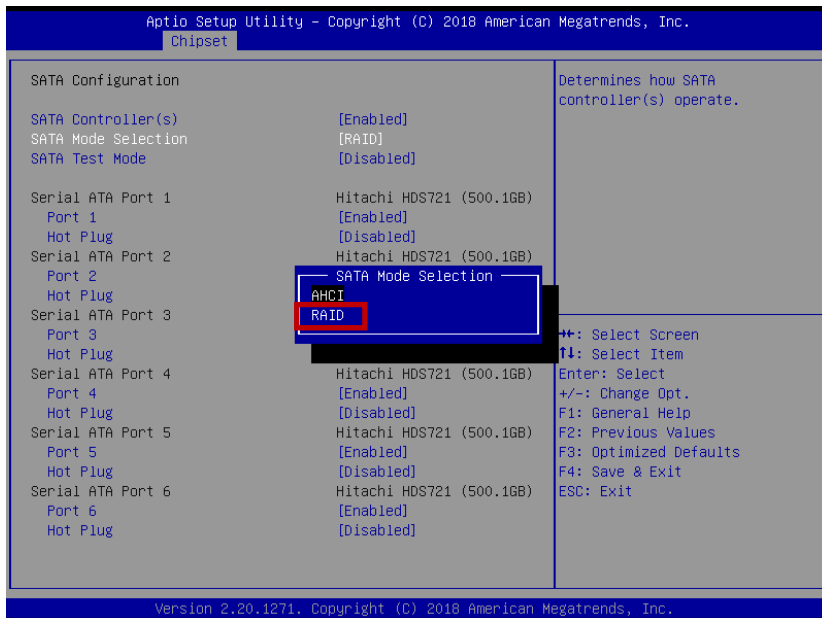 Aptio Setup Utility – Copyright (C) 2018 American Megatrends, Inc.
Chipset
SATA Configuration
SATA Controller(s) [Enabled]
SATA Mode Selection [RAID]
SATA Test Mode [Disabled]
Serial ATA Port 1 Hitachi HDS721 (500.1GB)
Port 1 [Enabled]
Hot Plug [Disabled]
Serial ATA Port 2 Hitachi HDS721 (500.1GB)
Port 2
Hot Plug
Serial ATA Port 3
Port 3
Hot Plug
SATA Mode Selection
AHCI
RAID
Serial ATA Port 4 Hitachi HDS721 (500.1GB)
Port 4 [Enabled]
Hot Plug [Disabled]
Serial ATA Port 5 Hitachi HDS721 (500.1GB)
Port 5 [Enabled]
Hot Plug [Disabled]
Serial ATA Port 6 Hitachi HDS721 (500.1GB)
Port 6 [Enabled]
Hot Plug [Disabled]
Determines how SATA
controller(s) operate.
→←: Select Screen
↑↓: Select Item
Enter: Select
+/-: Change Opt.
F1: General Help
F2: Previous Values
F3: Optimized Defaults
F4: Save & Exit
ESC: Exit
Version 2.20.1271. Copyright (C) 2018 American Megatrends, Inc.